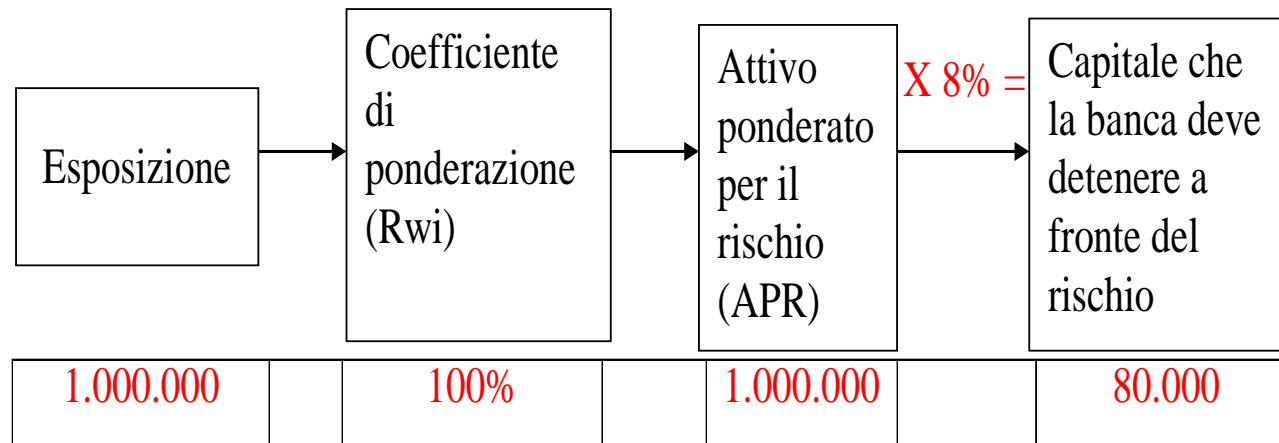 Esposizione
Coefficiente
di
ponderazione
(Rwi)
Attivo
ponderato
per il
rischio
(APR)
X 8% =
Capitale che
la banca deve
detenere a
fronte del
rischio
1.000.000
100%
1.000.000
80.000